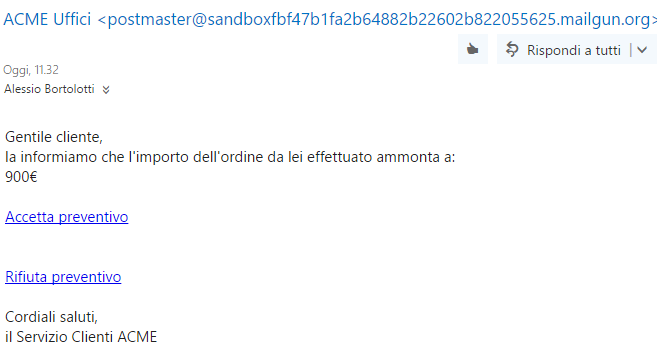 ACME Uffici <postmaster@sandboxfbf47b1fa2b64882b22602b822055625.mailgun.org>
Rispondi a tutti
Oggi, 11.32
Alessio Bortolotti
Gentile cliente,
la informiamo che l'importo dell'ordine da lei effettuato ammonta a:
900€
Accetta preventivo
Rifiuta preventivo
Cordiali saluti,
il Servizio Clienti ACME